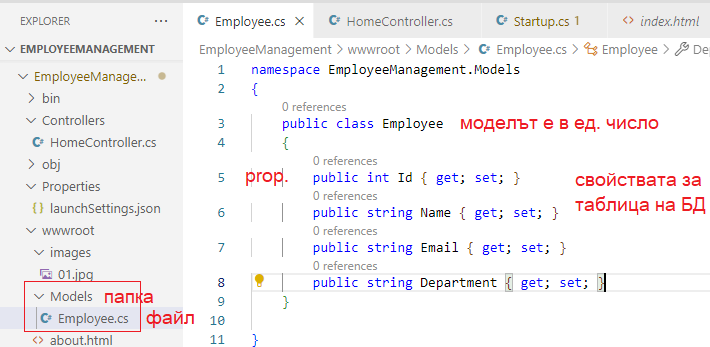 EXPLORER
EMPLOYEEMANAGEMENT
EmployeeManage...
bin
Controllers
C# HomeController.cs
obj
Properties
launchSettings.json
wwwroot
images
01.jpg
Models папка
C# Employee.cs файл
about.html
C# Employee.cs
C# HomeController.cs
C# Startup.cs 1
<> index.html
EmployeeManagement > wwwroot > Models > C# Employee.cs > Employee > De
1 namespace EmployeeManagement.Models
2 {
0 references
3 public class Employee моделът е в ед. число
4 {
0 references
prop. 5 public int Id { get; set; } свойствата за
таблица на БД
0 references
6 public string Name { get; set; }
0 references
7 public string Email { get; set; }
0 references
8 public string Department { get; set; }
9 }
10
11 }